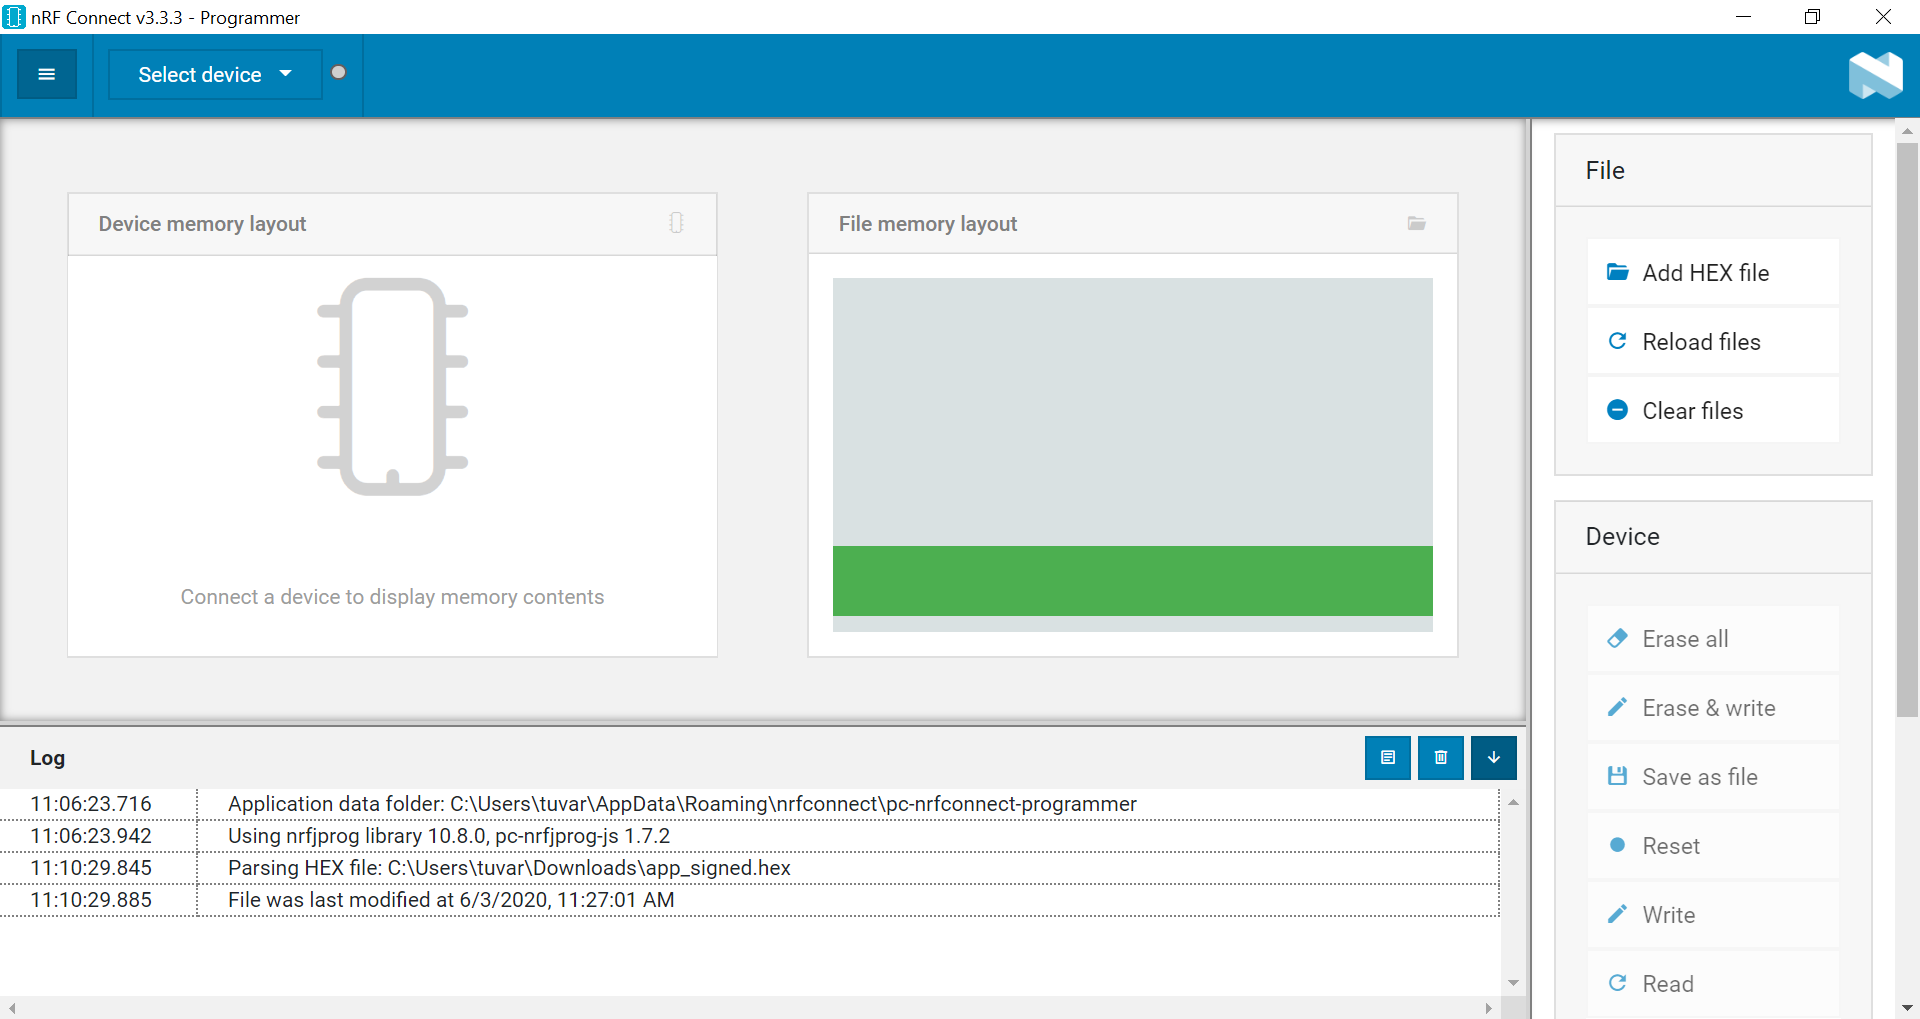 nRF Connect v3.3.3 - Programmer
Select device
Device memory layout
Connect a device to display memory contents
File memory layout
File
Add HEX file
Reload files
Clear files
Device
Erase all
Erase & write
Save as file
Reset
Write
Read
Log
11:06:23.716 Application data folder: C:\Users\tuvar\AppData\Roaming\nrfconnect\pc-nrfconnect-programmer
11:06:23.942 Using nrfjprog library 10.8.0, pc-nrfjprog-js 1.7.2
11:10:29.845 Parsing HEX file: C:\Users\tuvar\Downloads\app_signed.hex
11:10:29.885 File was last modified at 6/3/2020, 11:27:01 AM